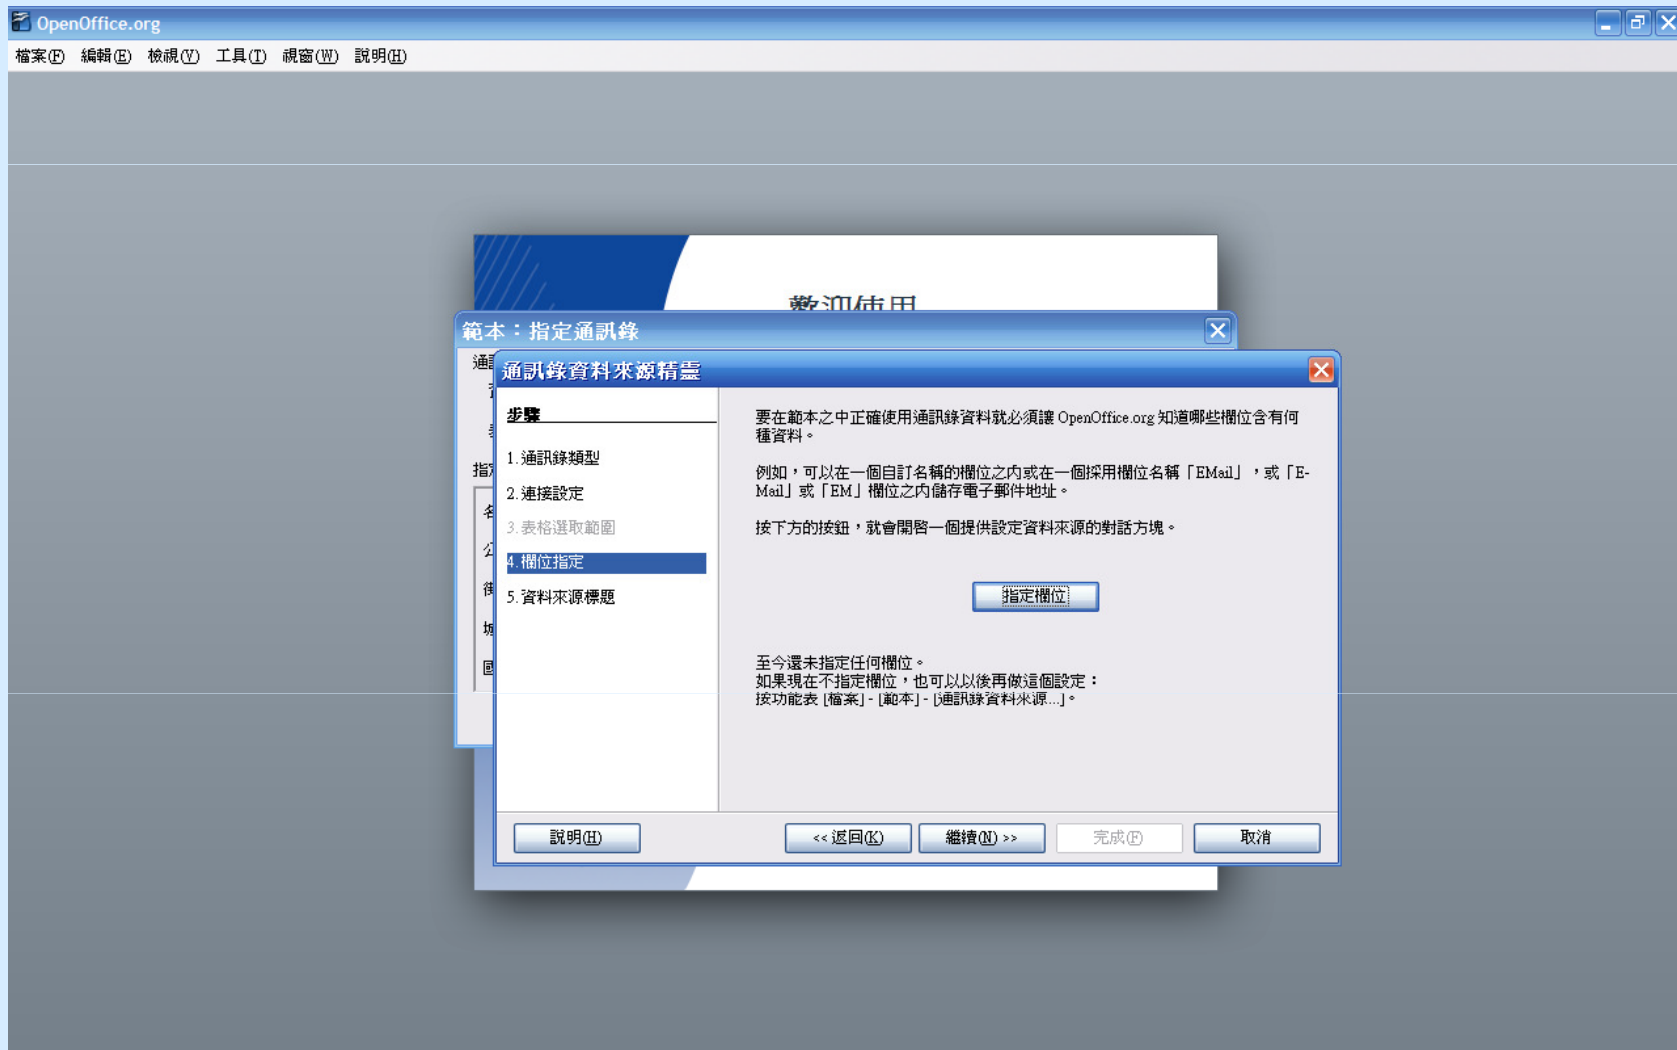 OpenOffice.org
檔案(F) 編輯(E) 檢視(V) 工具(T) 視窗(W) 說明(H)
歡迎使用
範本：指定通訊錄
通訊錄資料來源精靈
步驟
1.通訊錄類型
2.連接設定
3.表格選取範圍
4.欄位指定
5.資料來源標題
要在範本之中正確使用通訊錄資料就必須讓 OpenOffice.org 知道哪些欄位含有何
種資料。
例如，可以在一個自訂名稱的欄位之內或在一個採用欄位名稱「EMail」，或「E-
Mail」或「EM」欄位之內儲存電子郵件地址。
按下方的按鈕，就會開啓一個提供設定資料來源的對話方塊。
指定欄位
至今還未指定任何欄位。
如果現在不指定欄位，也可以以後再做這個設定：
按功能表 [檔案] - [範本] - [通訊錄資料來源...]。
說明(H)
<< 返回(K)
繼續(N) >>
完成(F)
取消